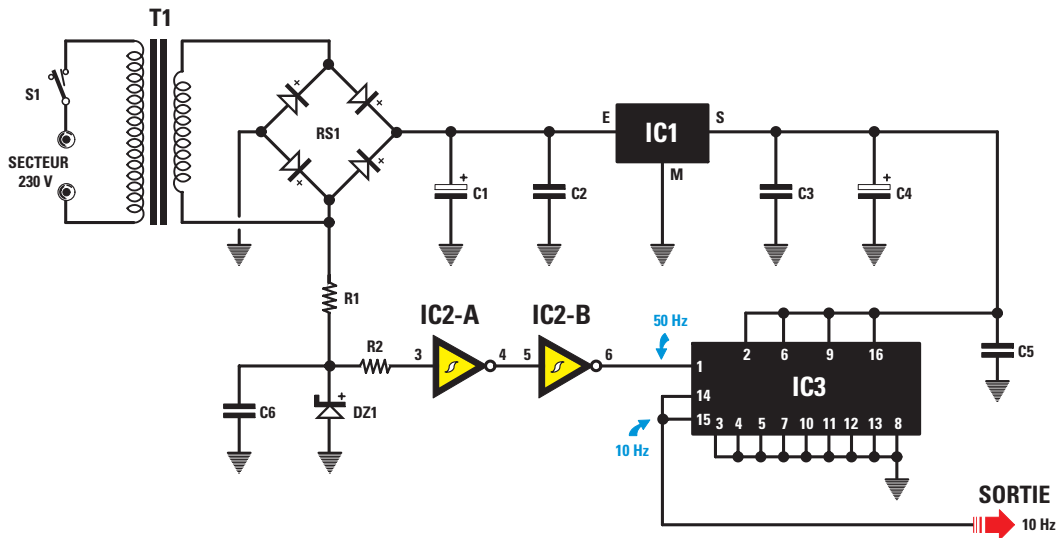 T1
S1
SECTEUR
230 V
RS1
E
IC1
S
M
C1
C2
C3
C4
R1
IC2-A
IC2-B
50 Hz
R2
3
4
5
6
C6
DZ1
2
6
9
16
C5
1
IC3
14
15
3
4
5
7
10
11
12
13
8
10 Hz
SORTIE
10 Hz